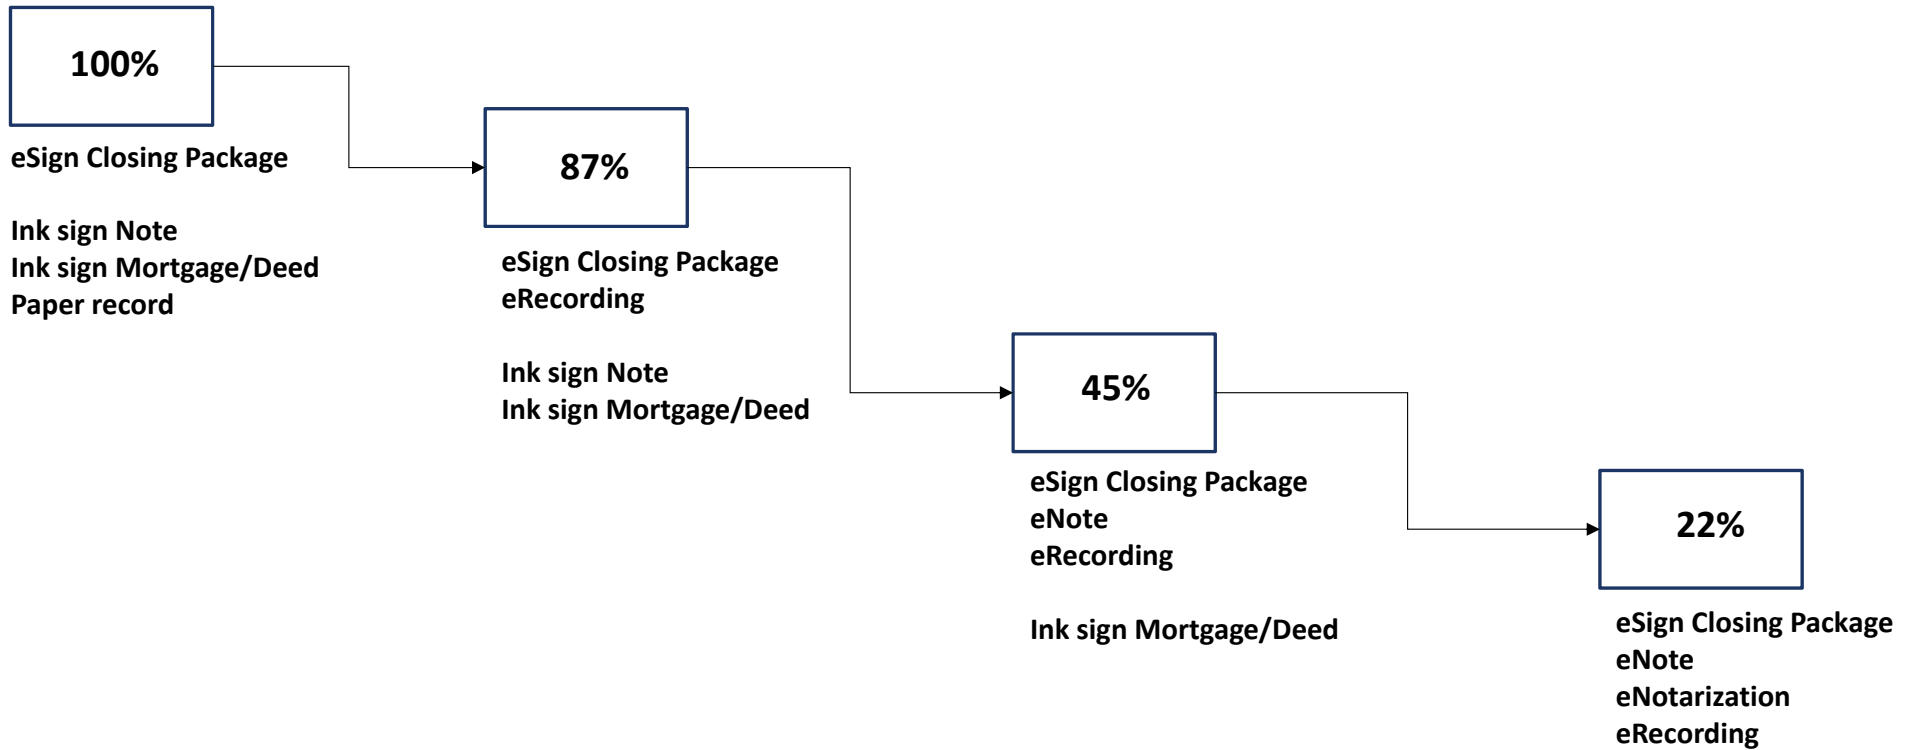 100%
eSign Closing Package
Ink sign Note
Ink sign Mortgage/Deed
Paper record
87%
eSign Closing Package
eRecording
Ink sign Note
Ink sign Mortgage/Deed
45%
eSign Closing Package
eNote
eRecording
Ink sign Mortgage/Deed
22%
eSign Closing Package
eNote
eNotarization
eRecording